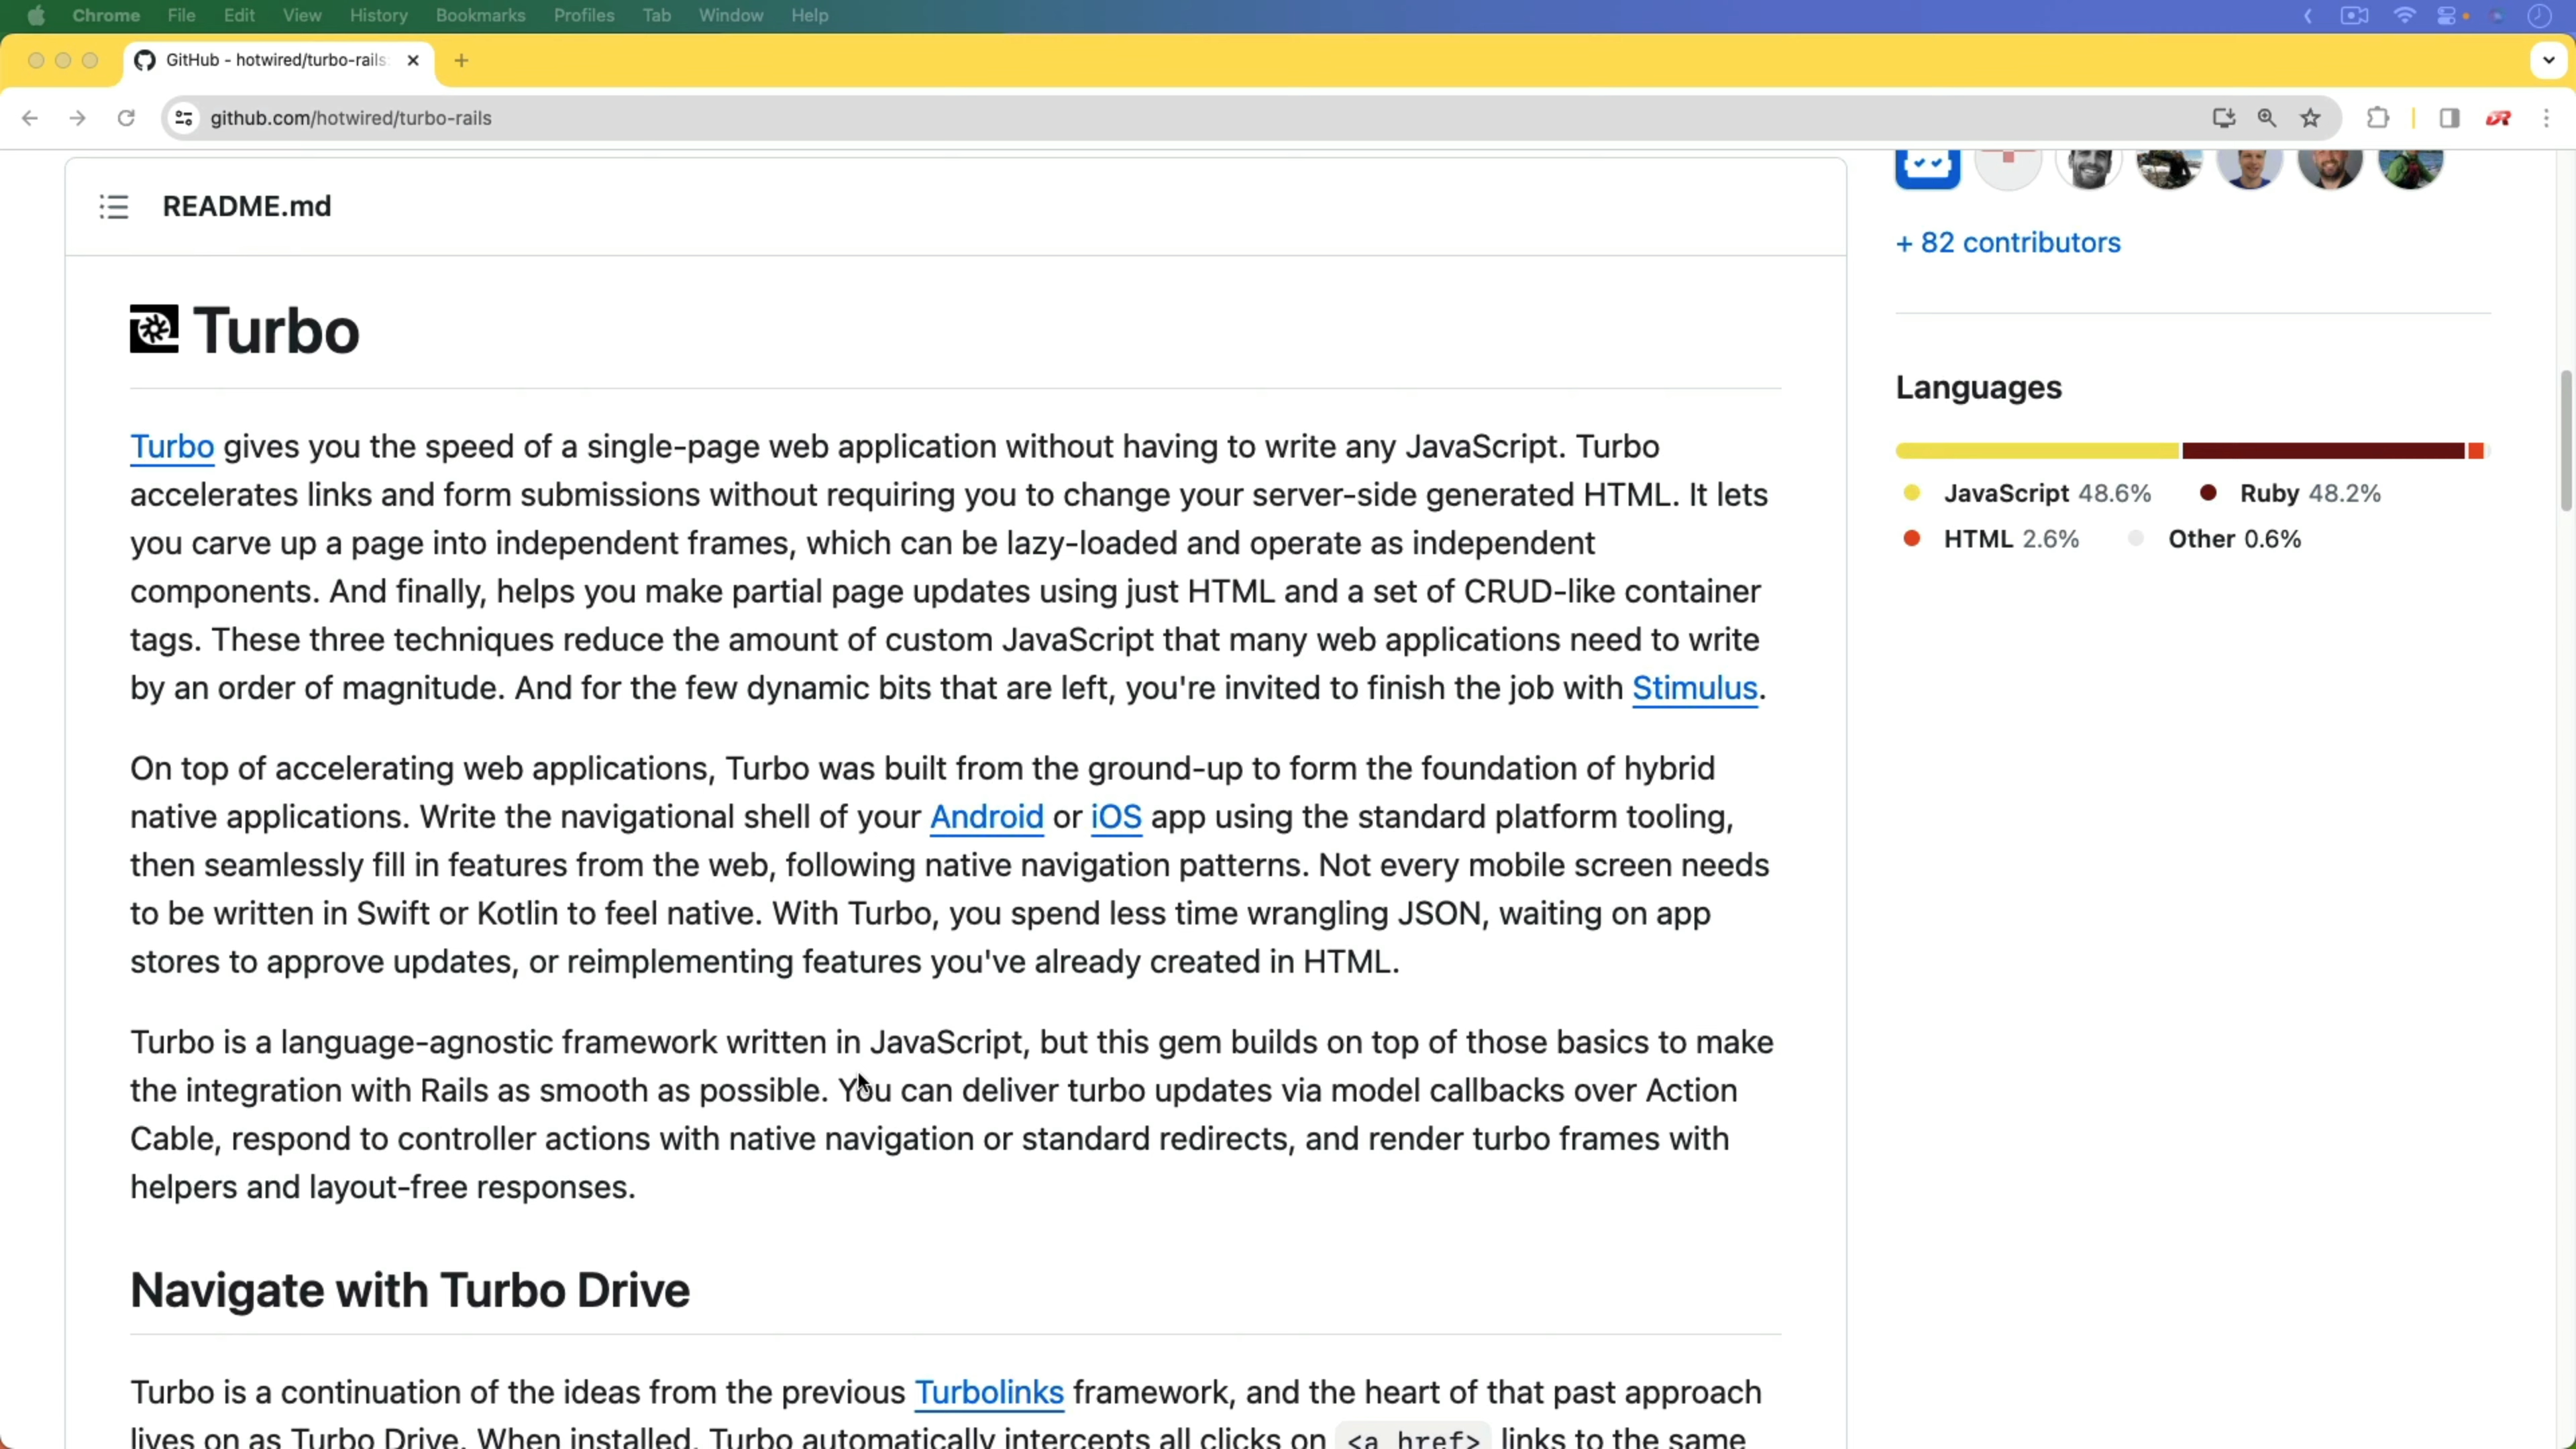 Chrome File Edit View History Bookmarks Profiles Tab Window Help
GitHub - hotwired/turbo-rails
github.com/hotwired/turbo-rails
README.md
+ 82 contributors
Turbo
Languages
JavaScript 48.6% Ruby 48.2%
HTML 2.6% Other 0.6%
Turbo gives you the speed of a single-page web application without having to write any JavaScript. Turbo
accelerates links and form submissions without requiring you to change your server-side generated HTML. It lets
you carve up a page into independent frames, which can be lazy-loaded and operate as independent
components. And finally, helps you make partial page updates using just HTML and a set of CRUD-like container
tags. These three techniques reduce the amount of custom JavaScript that many web applications need to write
by an order of magnitude. And for the few dynamic bits that are left, you're invited to finish the job with Stimulus.
On top of accelerating web applications, Turbo was built from the ground-up to form the foundation of hybrid
native applications. Write the navigational shell of your Android or iOS app using the standard platform tooling,
then seamlessly fill in features from the web, following native navigation patterns. Not every mobile screen needs
to be written in Swift or Kotlin to feel native. With Turbo, you spend less time wrangling JSON, waiting on app
stores to approve updates, or reimplementing features you've already created in HTML.
Turbo is a language-agnostic framework written in JavaScript, but this gem builds on top of those basics to make
the integration with Rails as smooth as possible. You can deliver turbo updates via model callbacks over Action
Cable, respond to controller actions with native navigation or standard redirects, and render turbo frames with
helpers and layout-free responses.
Navigate with Turbo Drive
Turbo is a continuation of the ideas from the previous Turbolinks framework, and the heart of that past approach
lives on as Turbo Drive. When installed, Turbo automatically intercepts all clicks on <a href> links to the same